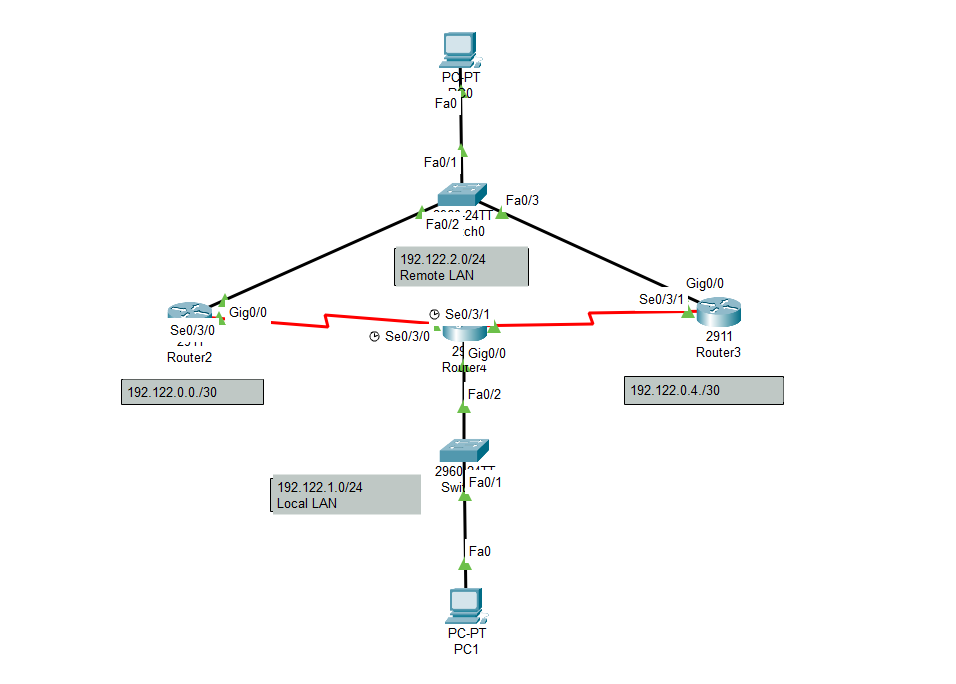 PC-PT
Fa0
Fa0/1
Fa0/3
Fa0/2
192.122.2.0/24
Remote LAN
Gig0/0
Se0/3/1
Gig0/0
Se0/3/0
Router2
Se0/3/1
Se0/3/0
Gig0/0
Router4
2911
Router3
192.122.0.0./30
192.122.0.4./30
Fa0/2
2960
Fa0/1
192.122.1.0/24
Local LAN
Fa0
PC-PT
PC1